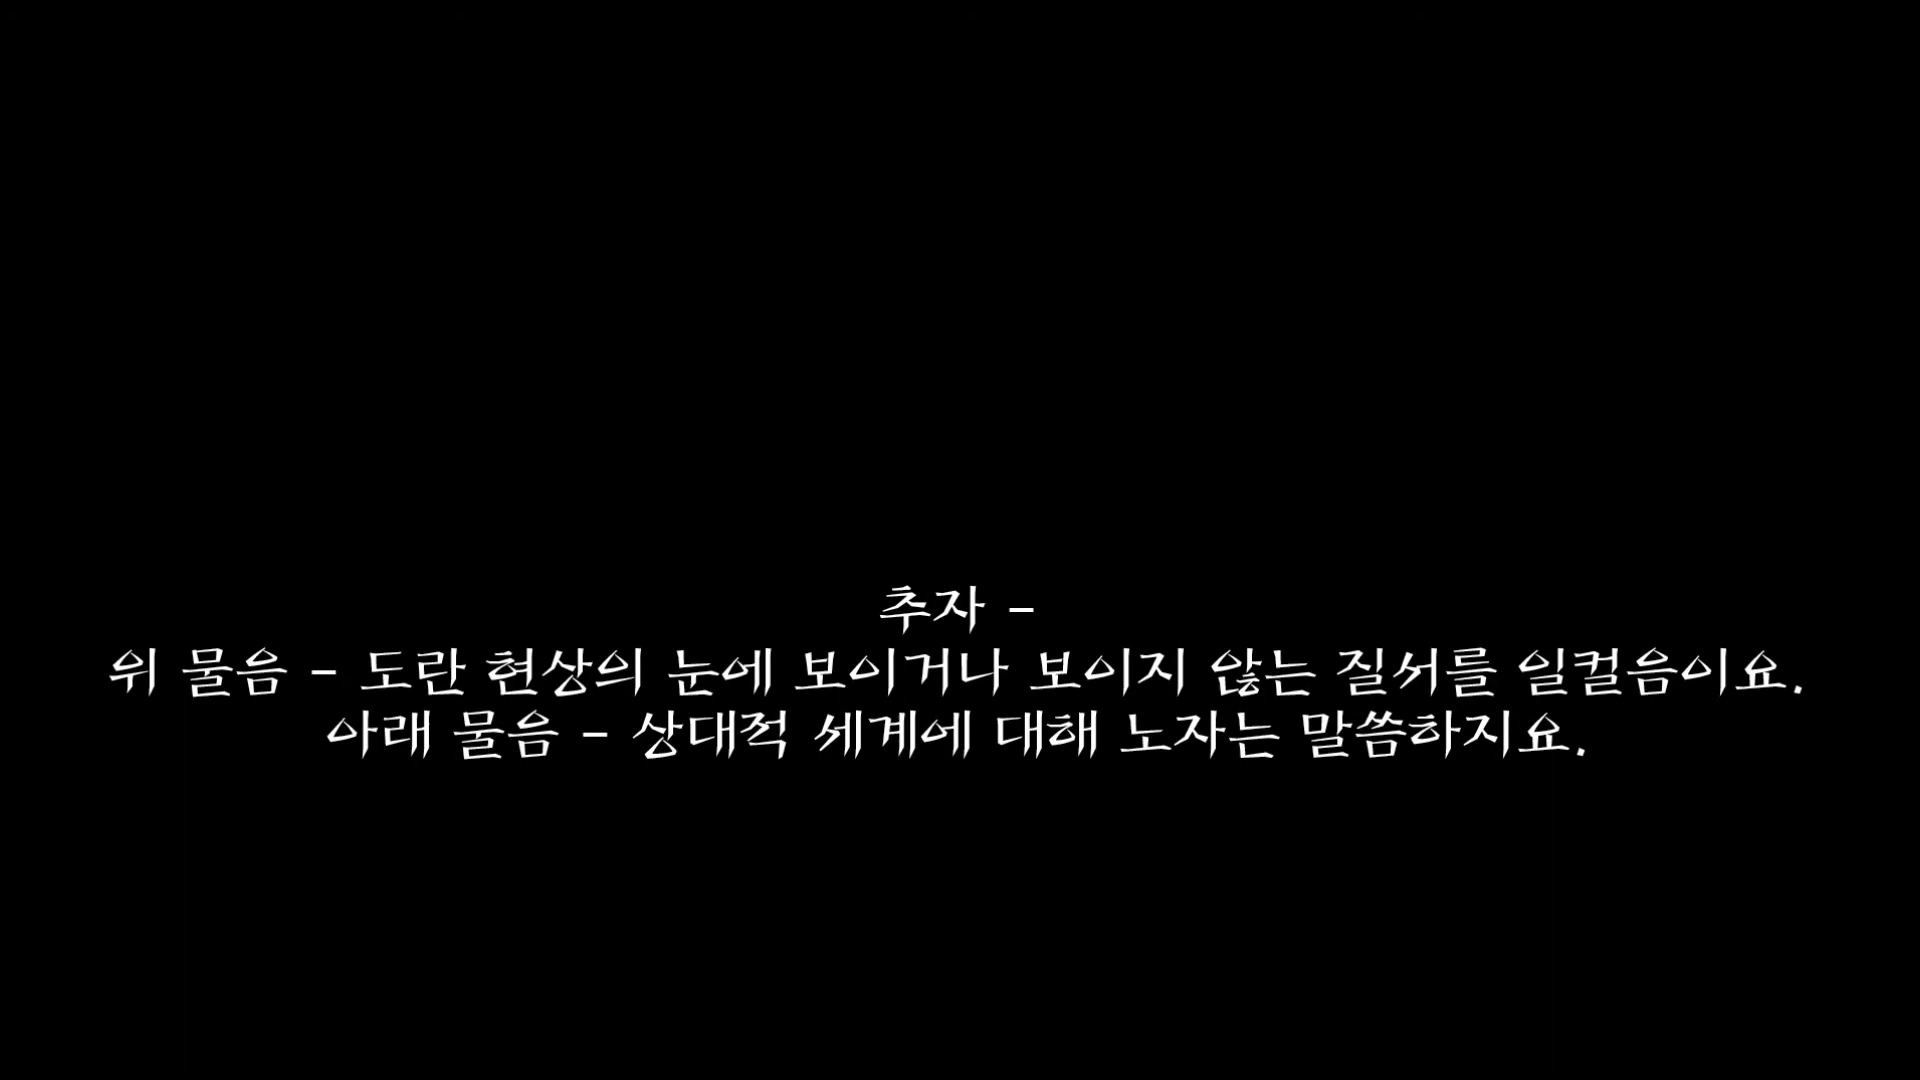 추자 -
위 물음 - 도란 현상의 눈에 보이거나 보이지 않는 질서를 일컬음이요.
아래 물음 - 상대적 세계에 대해 노자는 말씀하지요.